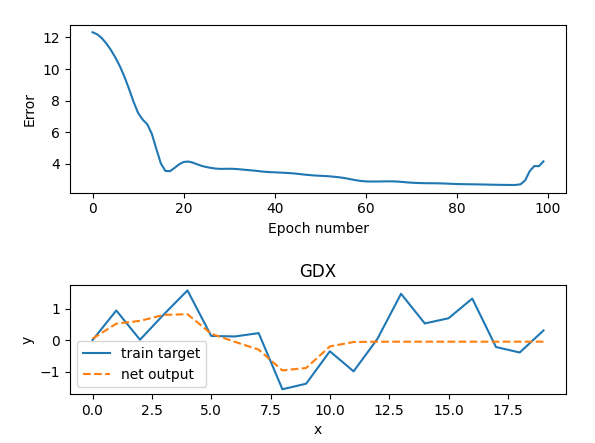 12
10
8
6
4
Error
0 20 40 60 80 100
Epoch number
GDX
1
0
−1
y
train target
net output
0.0 2.5 5.0 7.5 10.0 12.5 15.0 17.5
x